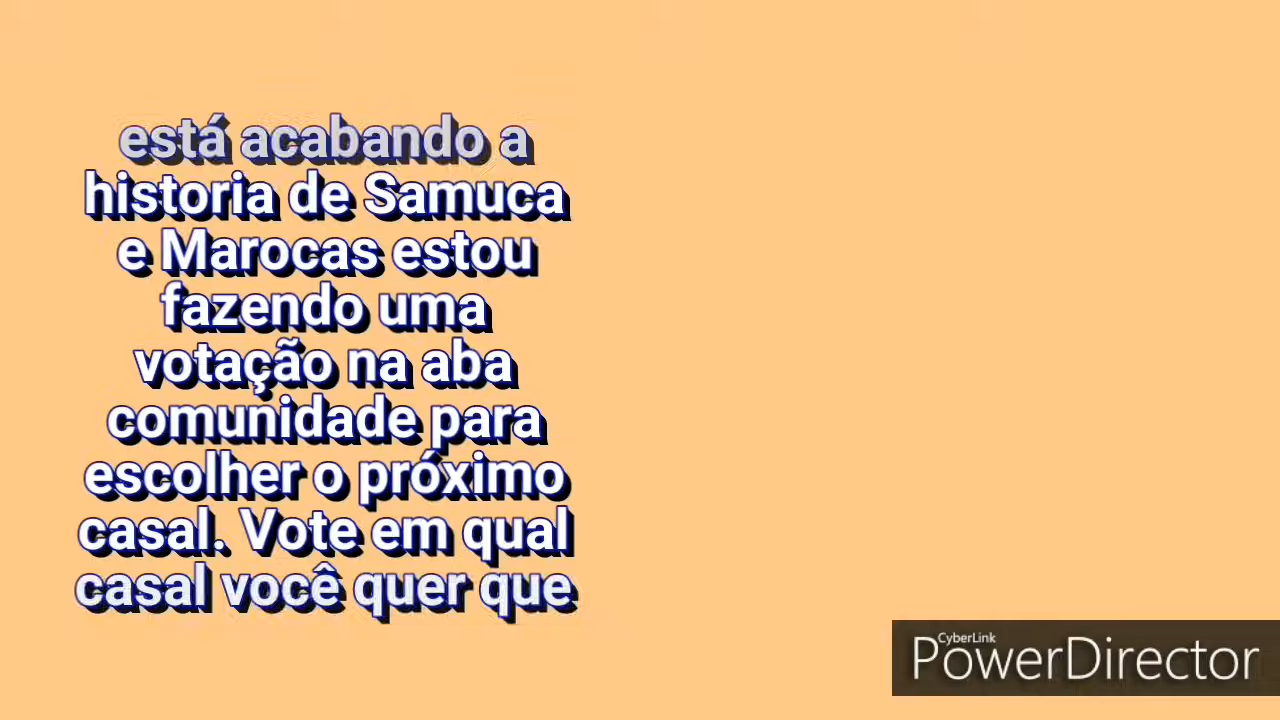 está acabando a
historia de Samuca
e Marocas estou
fazendo uma
votação na aba
comunidade para
escolher o próximo
casal. Vote em qual
casal você quer que
CyberLink
PowerDirector